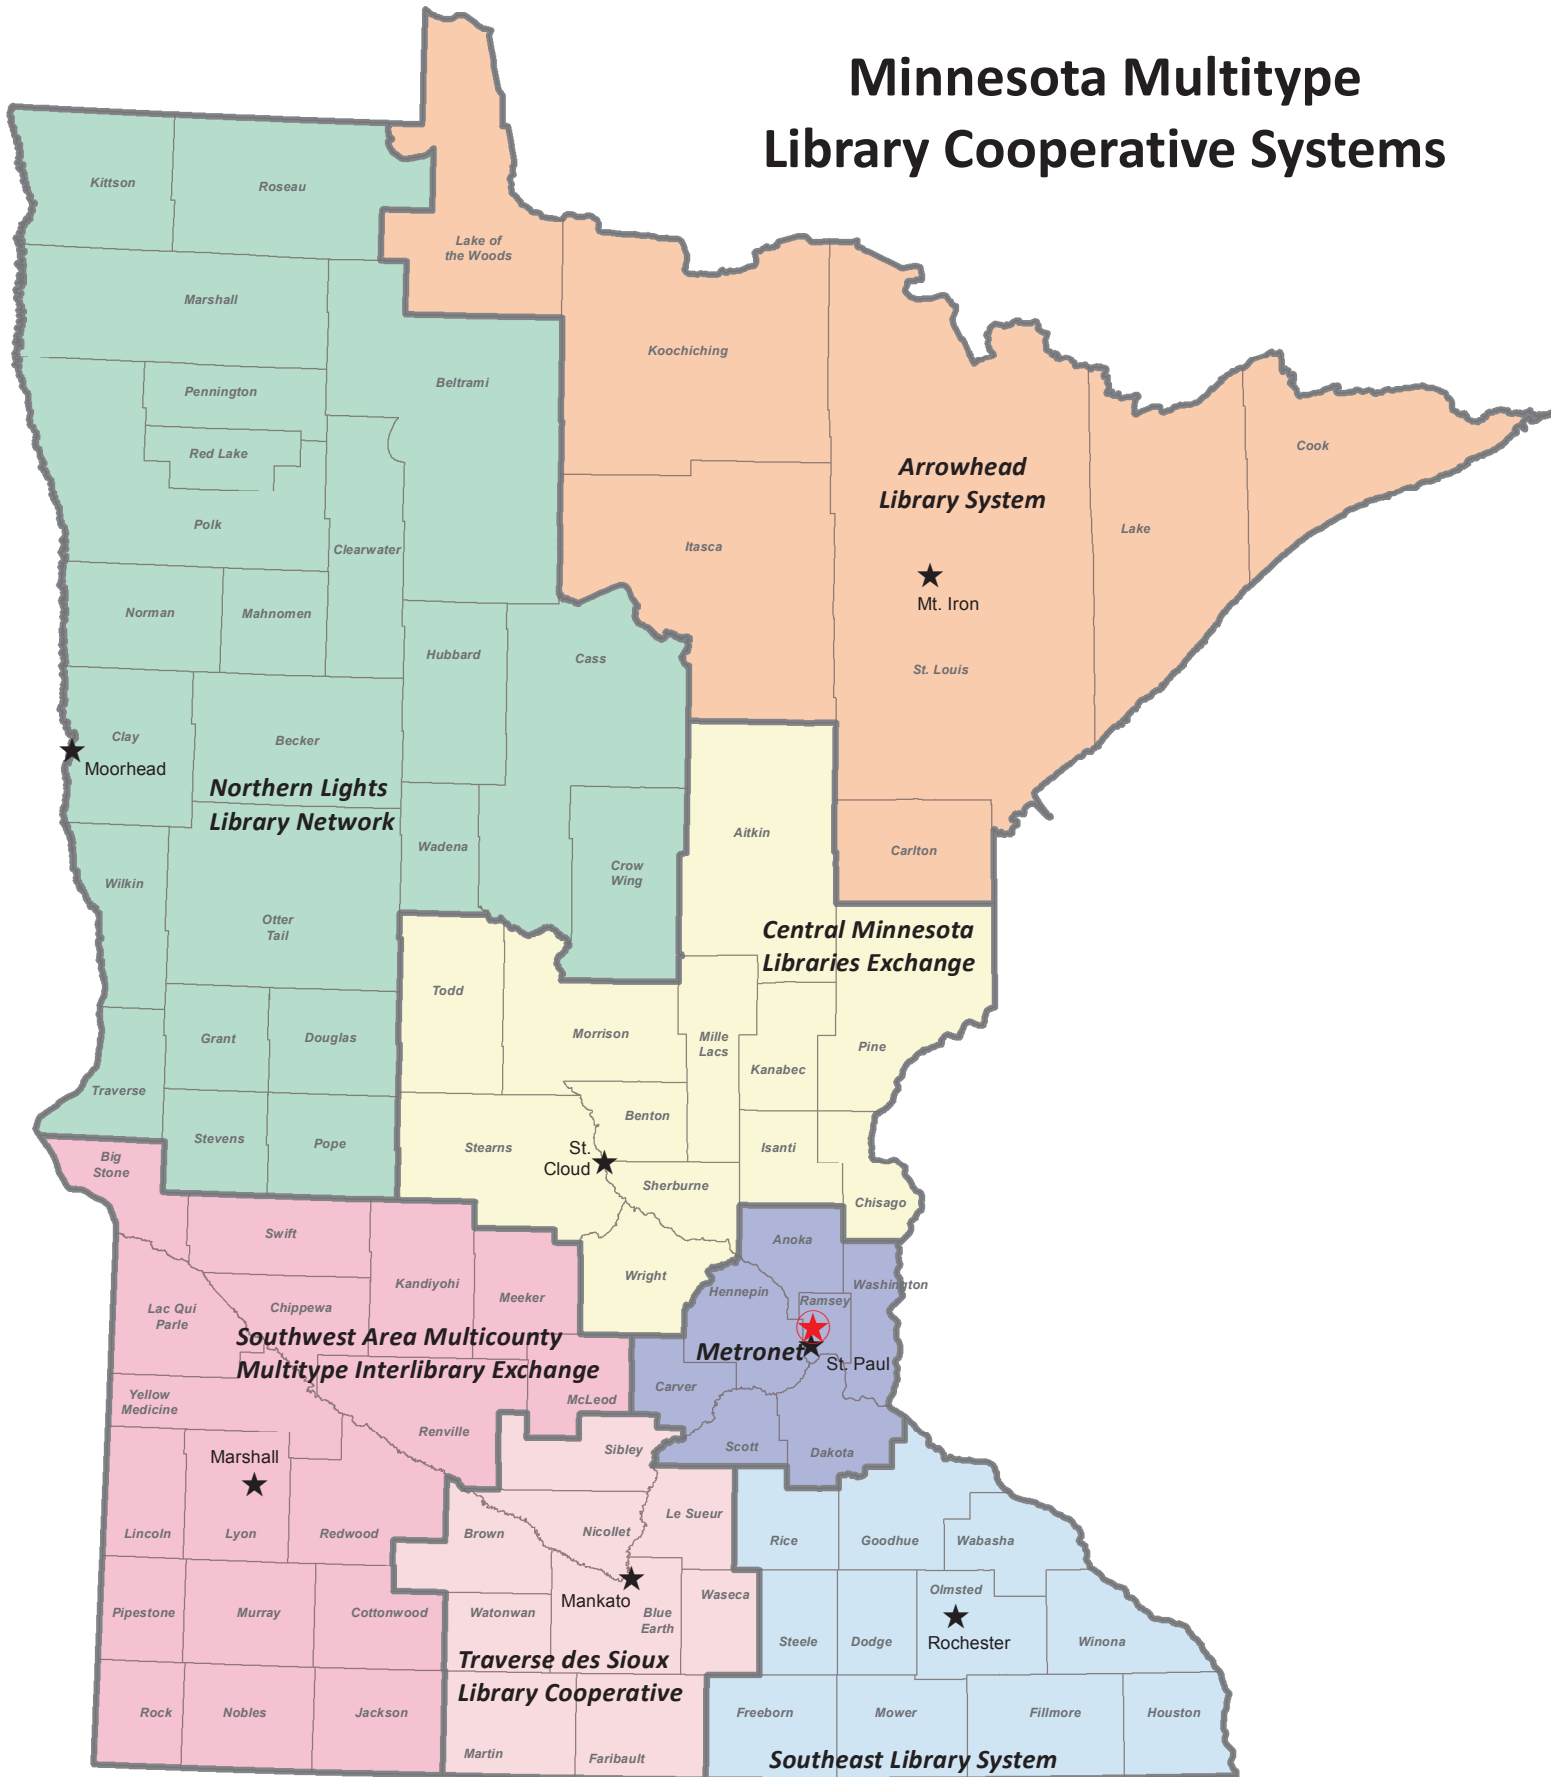 Minnesota Multitype
Library Cooperative Systems
Kittson
Roseau
Lake of
the Woods
Marshall
Koochiching
Beltrami
Pennington
Red Lake
Cook
Arrowhead
Library System
Polk
Lake
Itasca
Clearwater
Mt. Iron
Norman
Mahnomen
Hubbard
Cass
St. Louis
Clay
Becker
Moorhead
Northern Lights
Library Network
Aitkin
Wadena
Carlton
Crow
Wing
Wilkin
Otter
Tail
Central Minnesota
Libraries Exchange
Todd
Morrison
Mille
Lacs
Grant
Douglas
Pine
Kanabec
Traverse
Benton
Stevens
Pope
Stearns
St.
Cloud
Isanti
Big
Stone
Sherburne
Chisago
Swift
Anoka
Wright
Kandiyohi
Washington
Hennepin
Ramsey
Meeker
Lac Qui
Parle
Chippewa
Southwest Area Multicounty
Multitype Interlibrary Exchange
Metronet
St. Paul
Carver
McLeod
Yellow
Medicine
Renville
Sibley
Scott
Dakota
Marshall
Le Sueur
Lincoln
Lyon
Redwood
Brown
Nicollet
Rice
Goodhue
Wabasha
Olmsted
Mankato
Waseca
Pipestone
Murray
Cottonwood
Watonwan
Blue
Earth
Steele
Dodge
Rochester
Winona
Traverse des Sioux
Library Cooperative
Rock
Nobles
Jackson
Freeborn
Mower
Fillmore
Houston
Martin
Faribault
Southeast Library System